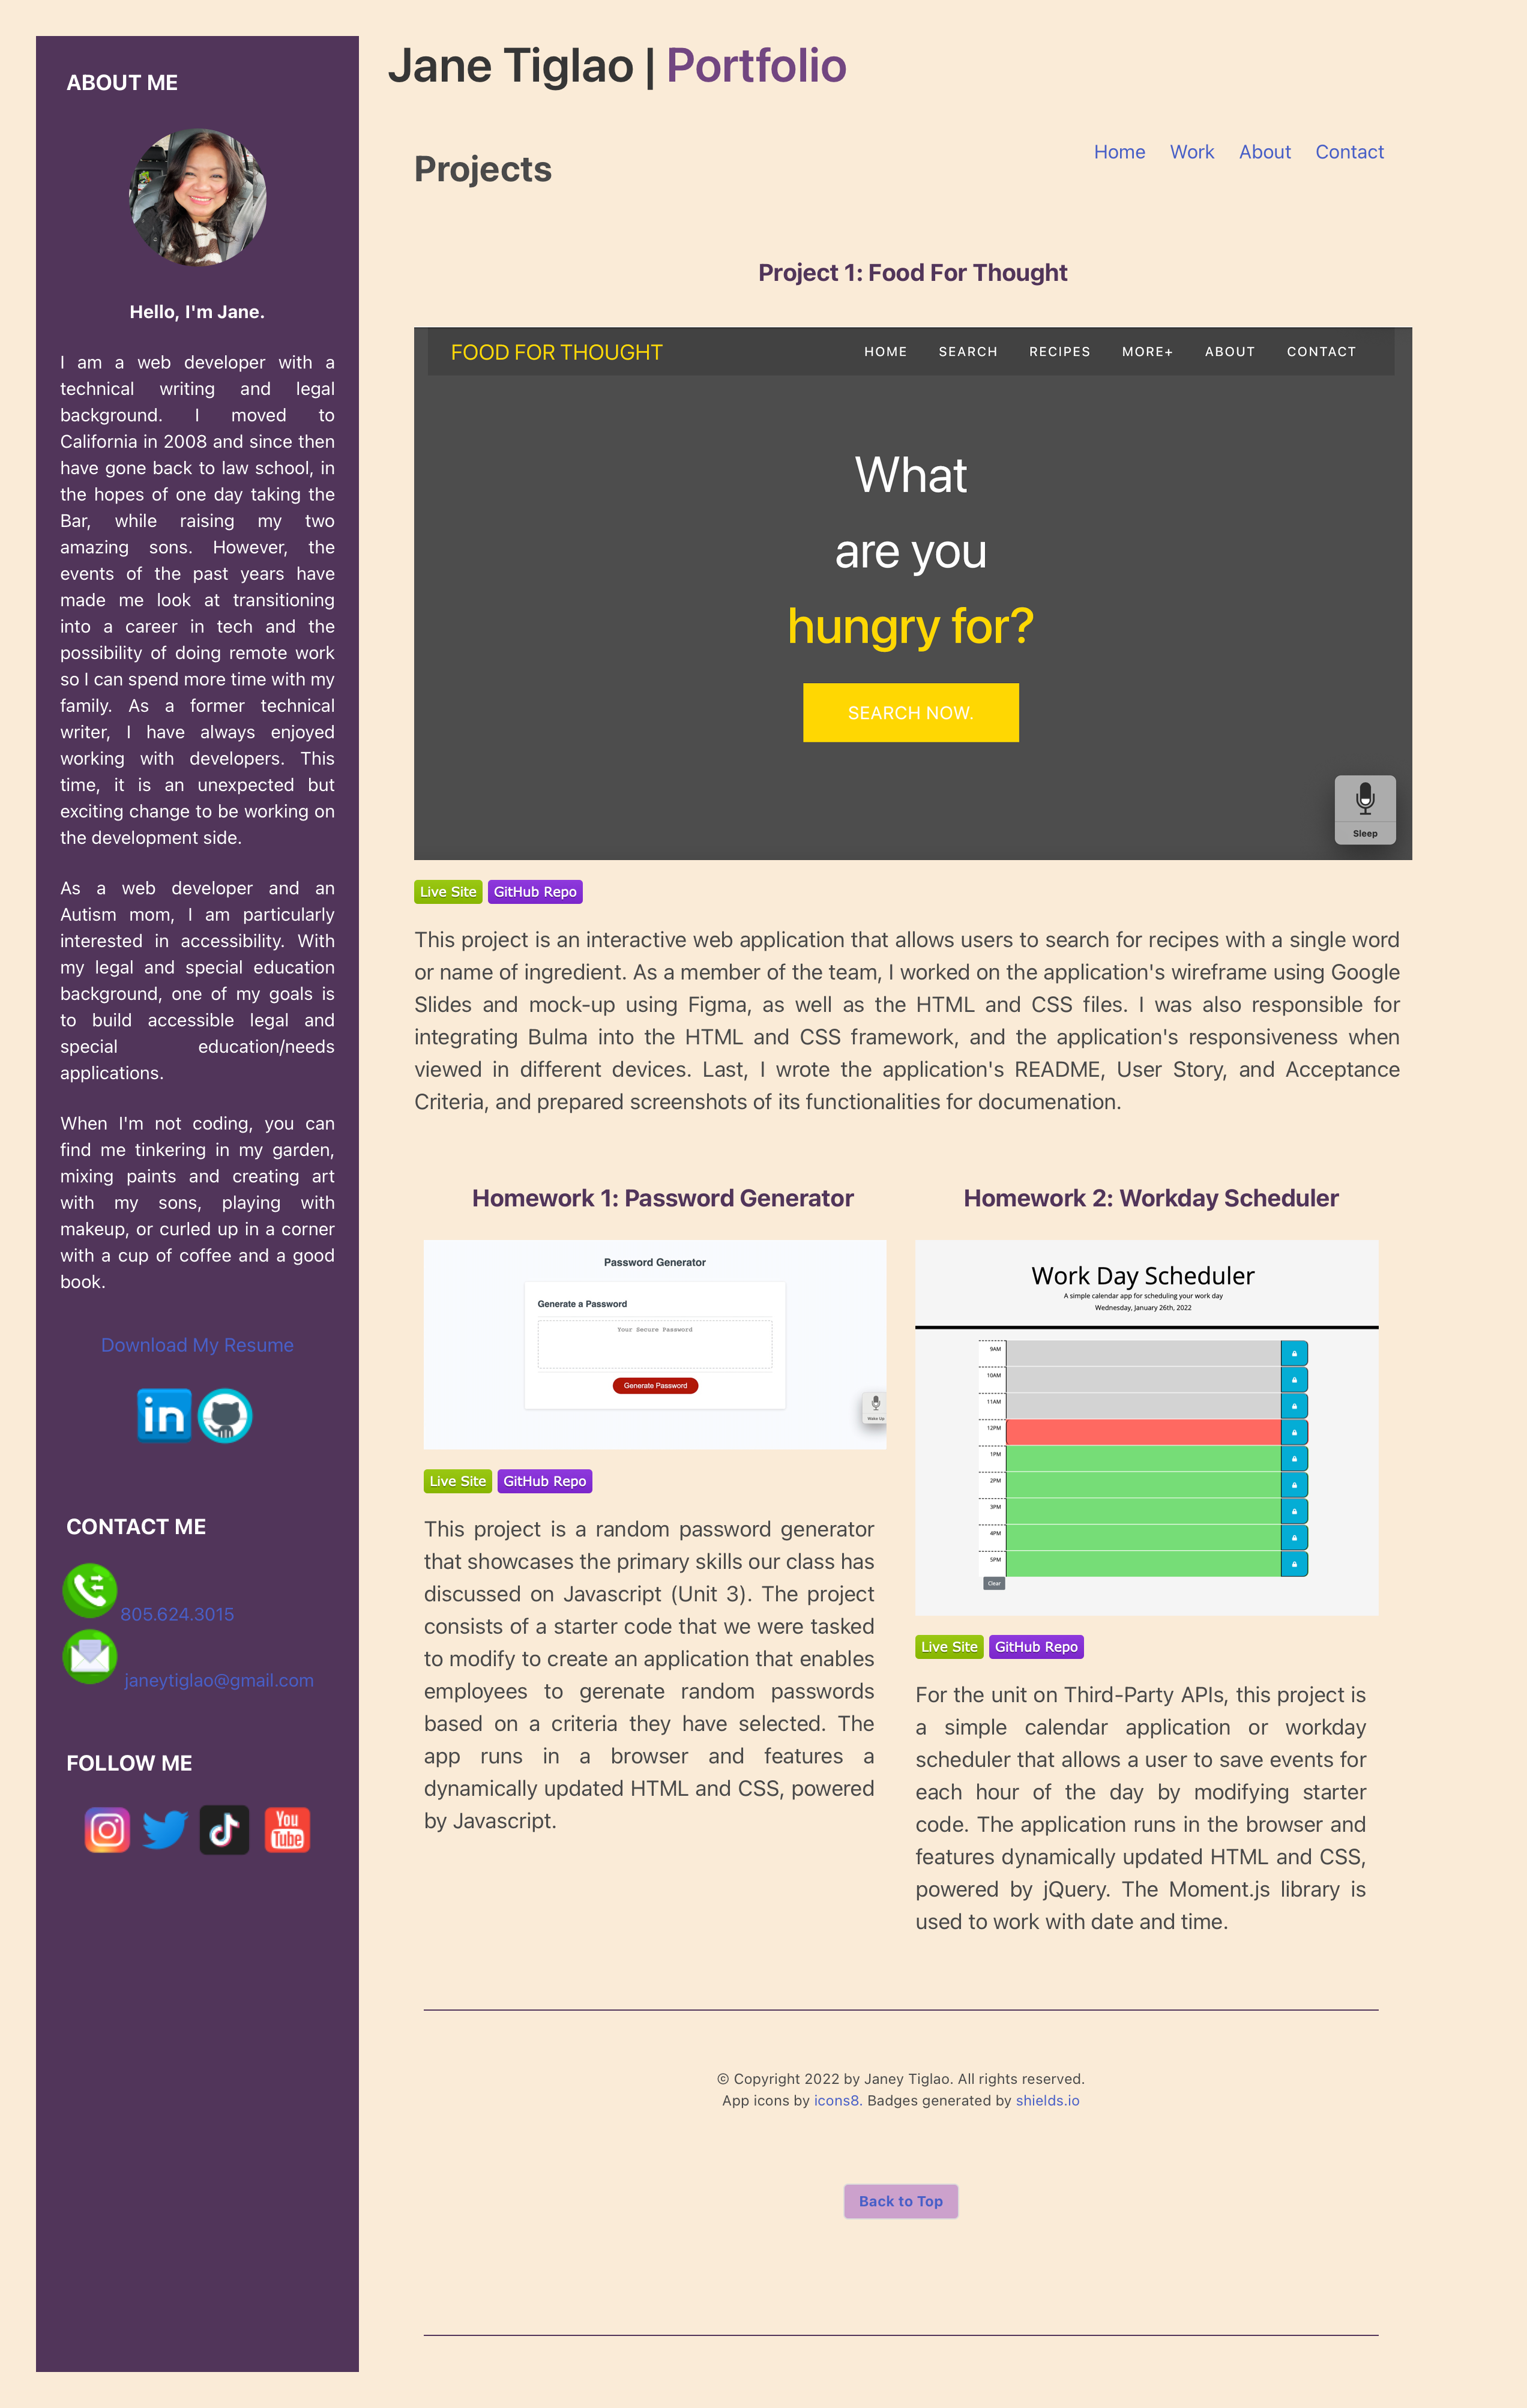 ABOUT ME
Hello, I'm Jane.
I am a web developer with a
technical writing and legal
background. I moved to
California in 2008 and since then
have gone back to law school, in
the hopes of one day taking the
Bar, while raising my two
amazing sons. However, the
events of the past years have
made me look at transitioning
into a career in tech and the
possibility of doing remote work
so I can spend more time with my
family. As a former technical
writer, I have always enjoyed
working with developers. This
time, it is an unexpected but
exciting change to be working on
the development side.
As a web developer and an
Autism mom, I am particularly
interested in accessibility. With
my legal and special education
background, one of my goals is
to build accessible legal and
special education/needs
applications.
When I'm not coding, you can
find me tinkering in my garden,
mixing paints and creating art
with my sons, playing with
makeup, or curled up in a corner
with a cup of coffee and a good
book.
Download My Resume
in
CONTACT ME
805.624.3015
janeytiglao@gmail.com
FOLLOW ME
You
Tube
Jane Tiglao | Portfolio
Home Work About Contact
Projects
Project 1: Food For Thought
FOOD FOR THOUGHT HOME SEARCH RECIPES MORE+ ABOUT CONTACT
What
are you
hungry for?
SEARCH NOW.
Sleep
Live Site GitHub Repo
This project is an interactive web application that allows users to search for recipes with a single word
or name of ingredient. As a member of the team, I worked on the application's wireframe using Google
Slides and mock-up using Figma, as well as the HTML and CSS files. I was also responsible for
integrating Bulma into the HTML and CSS framework, and the application's responsiveness when
viewed in different devices. Last, I wrote the application's README, User Story, and Acceptance
Criteria, and prepared screenshots of its functionalities for documenation.
Homework 1: Password Generator
Password Generator
Generate a Password
Your Secure Password
Generate Password
Wake Up
Live Site GitHub Repo
This project is a random password generator
that showcases the primary skills our class has
discussed on Javascript (Unit 3). The project
consists of a starter code that we were tasked
to modify to create an application that enables
employees to gerenate random passwords
based on a criteria they have selected. The
app runs in a browser and features a
dynamically updated HTML and CSS, powered
by Javascript.
Homework 2: Workday Scheduler
Work Day Scheduler
A simple calendar app for scheduling your work day
Wednesday, January 26th, 2022
9AM
10AM
11AM
12PM
1PM
2PM
3PM
4PM
5PM
Clear
Live Site GitHub Repo
For the unit on Third-Party APIs, this project is
a simple calendar application or workday
scheduler that allows a user to save events for
each hour of the day by modifying starter
code. The application runs in the browser and
features dynamically updated HTML and CSS,
powered by jQuery. The Moment.js library is
used to work with date and time.
© Copyright 2022 by Janey Tiglao. All rights reserved.
App icons by icons8. Badges generated by shields.io
Back to Top